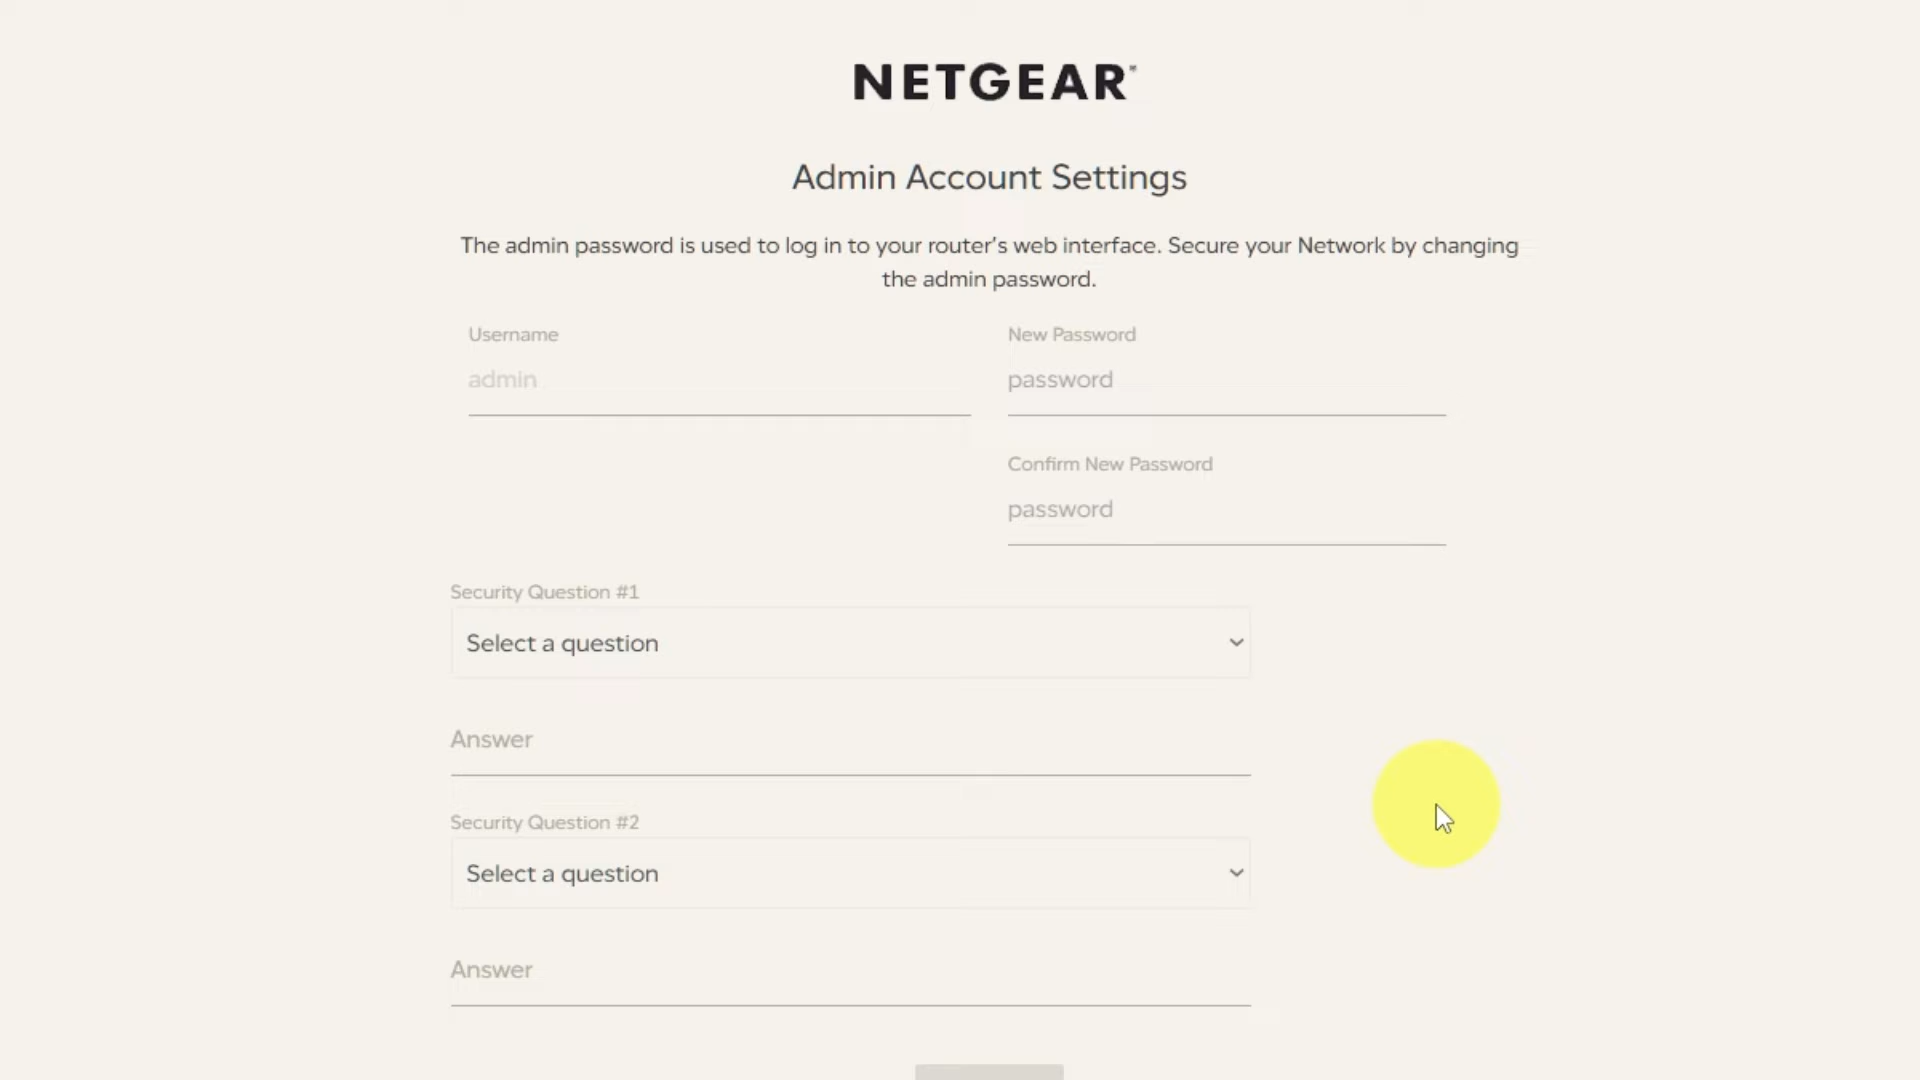 NETGEAR
Admin Account Settings
The admin password is used to log in to your router's web interface. Secure your Network by changing
the admin password.
Username
New Password
admin
password
Confirm New Password
password
Security Question #1
Select a question
Answer
Security Question #2
Select a question
Answer